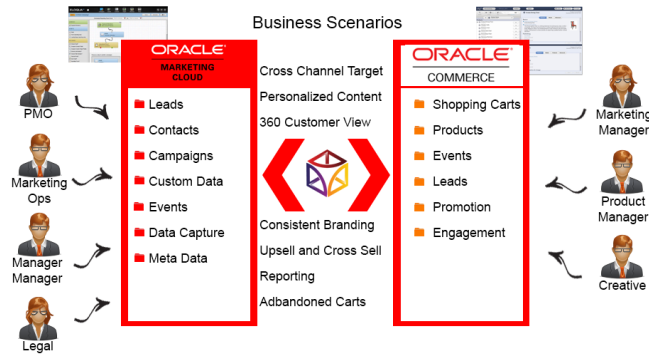 Business Scenarios
ORACLE
MARKETING
CLOUD
Leads
Contacts
Campaigns
Custom Data
Events
Data Capture
Meta Data
Cross Channel Target
Personalized Content
360 Customer View
Consistent Branding
Upsell and Cross Sell
Reporting
Adbandoned Carts
ORACLE
COMMERCE
Shopping Carts
Products
Events
Leads
Promotion
Engagement
PMO
Marketing
Ops
Manager
Manager
Legal
Marketing
Manager
Product
Manager
Creative